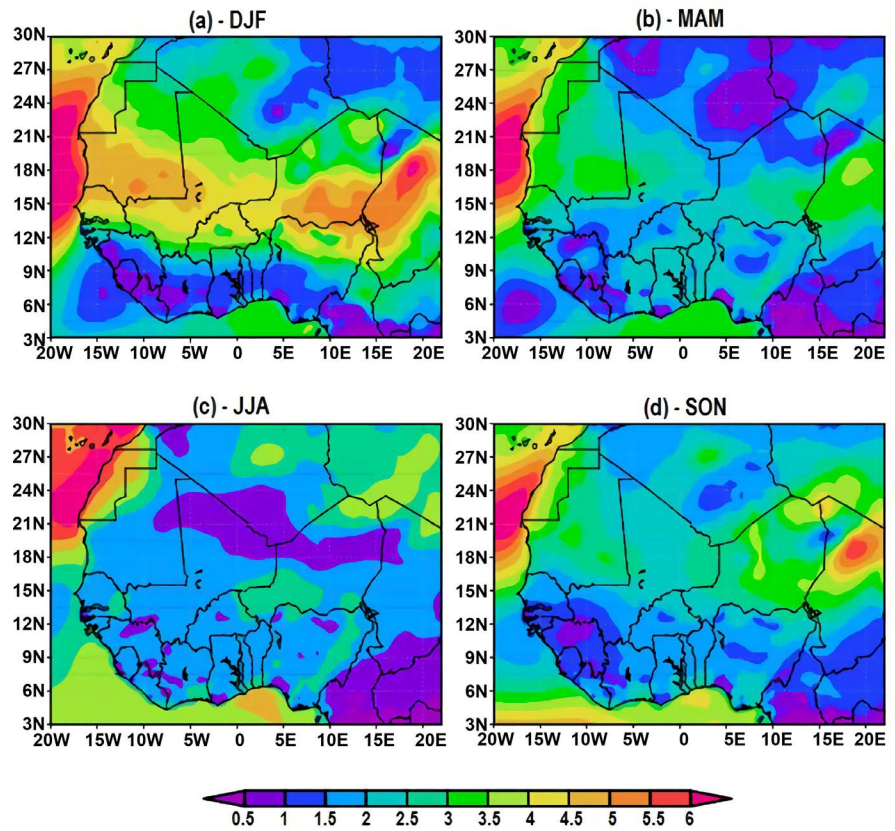 (a) - DJF
30N
27N
24N
21N
18N
15N
12N
9N
6N
3N
20W 15W 10W 5W 0 5E 10E 15E 20E
(b) - MAM
30N
27N
24N
21N
18N
15N
12N
9N
6N
3N
20W 15W 10W 5W 0 5E 10E 15E 20E
(c) - JJA
30N
27N
24N
21N
18N
15N
12N
9N
6N
3N
20W 15W 10W 5W 0 5E 10E 15E 20E
(d) - SON
30N
27N
24N
21N
18N
15N
12N
9N
6N
3N
20W 15W 10W 5W 0 5E 10E 15E 20E
0.5 1 1.5 2 2.5 3 3.5 4 4.5 5 5.5 6